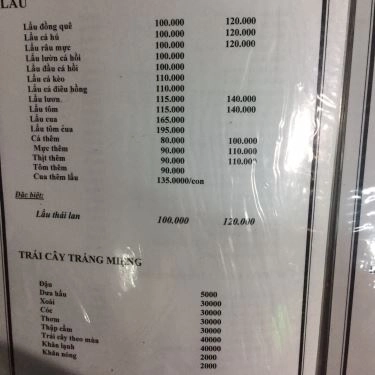 LẨU
Lẩu đồng quê 100.000 120.000
Lẩu cá hú 100.000 120.000
Lẩu râu mực 100.000 120.000
Lẩu lườn cá hồi 100.000
Lẩu đầu cá hồi 100.000
Lẩu cá kèo 110.000
Lẩu cá điêu hồng 110.000
Lẩu lươn 115.000 140.000
Lẩu tôm 115.000 140.000
Lẩu cua 165.000
Lẩu tôm cua 195.000
Cá thêm 80.000 100.000
Mực thêm 90.000 110.000
Thịt thêm 90.000 110.000
Tôm thêm 90.000
Cua thêm lẩu 135.0000/con
Đặc biệt:
Lẩu thái lan 100.000 120.000
TRÁI CÂY TRÁNG MIỆNG
Đậu 5000
Dưa hấu 30000
Xoài 30000
Cóc 30000
Thơm 30000
Thập cẩm 40000
Trái cây theo mùa 40000
Khăn lạnh 2000
Khăn nóng 2000